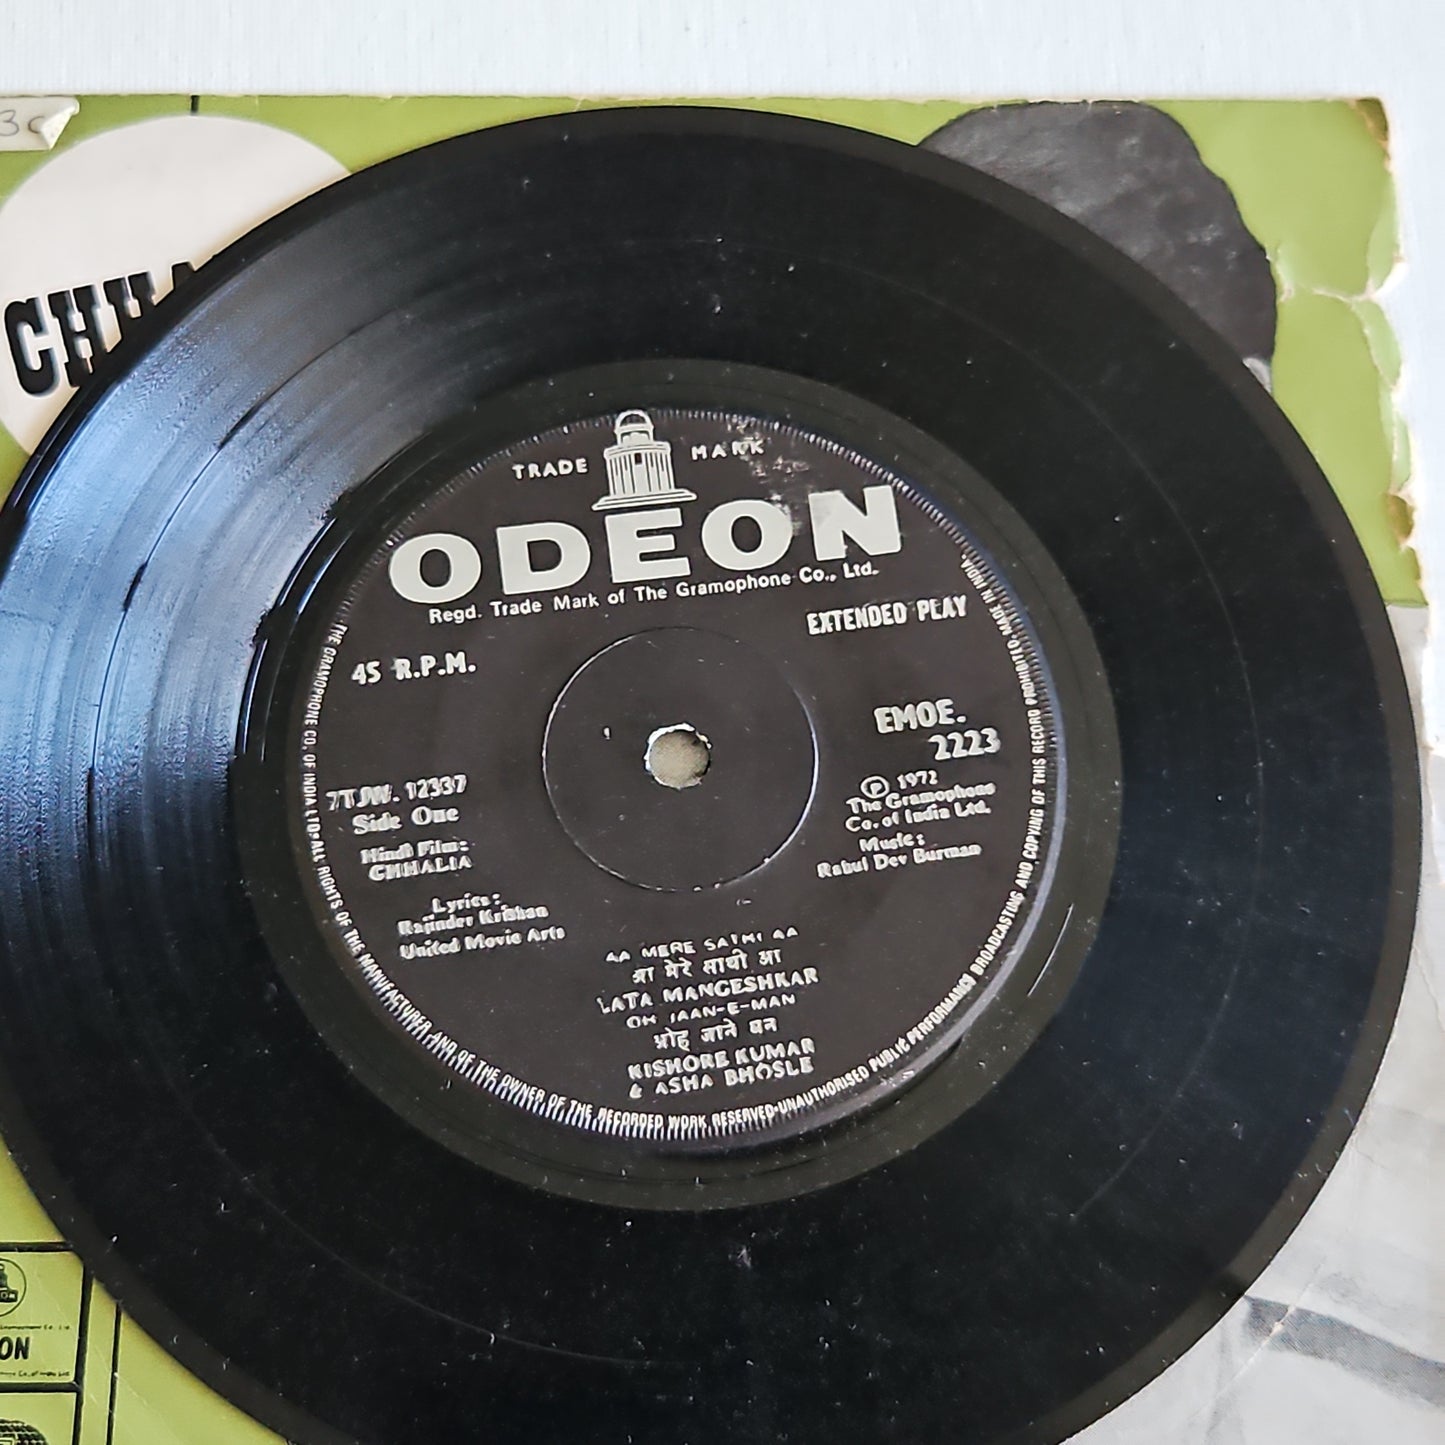 3C
CHHA
TRADE MARK
ODEON
Regd. Trade Mark of The Gramophone Co., Ltd.
45 R.P.M.
EXTENDED PLAY
EMOE.
2223
7TJW. 12337
Side One
Hindi Film:
CHHALIA
Lyrics:
Rajinder Krishan
United Movie Arts
Ⓟ 1972
The Gramophone
Co. of India Ltd.
Music:
Rahul Dev Burman
AA MERE SATHI AA
आ मेरे साथी आ
LATA MANGESHKAR
OH JAAN-E-MAN
ओह जाने मन
KISHORE KUMAR
& ASHA BHOSLE
THE GRAMOPHONE CO. OF INDIA LTD. ALL RIGHTS OF THE MANUFACTURER AND OF THE OWNER OF THE RECORDED WORK RESERVED-UNAUTHORISED PUBLIC PERFORMANCE BROADCASTING AND COPYING OF THIS RECORD PROHIBITED. MADE IN INDIA
ON